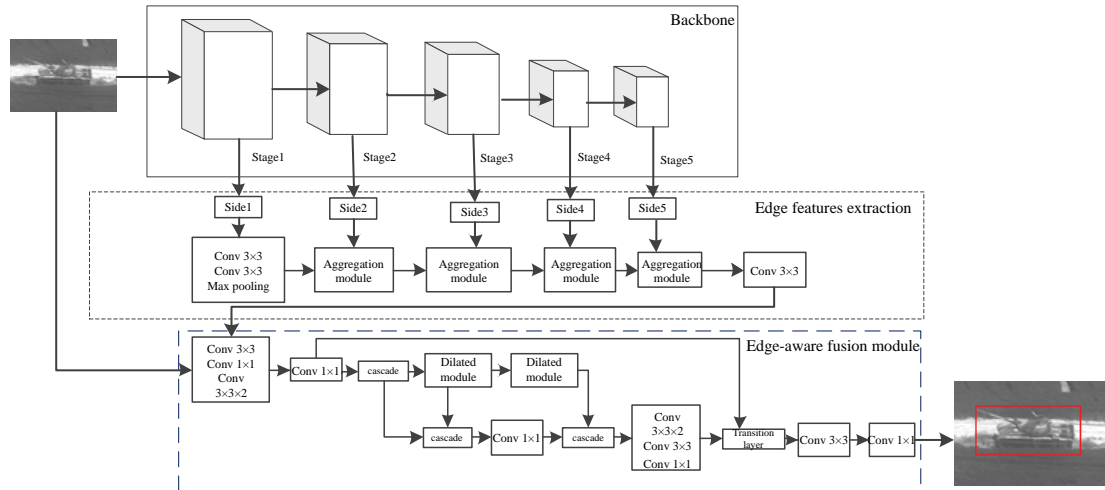 Backbone
Stage1
Stage2
Stage3
Stage4
Stage5
Side1
Side2
Side3
Side4
Side5
Edge features extraction
Conv 3×3
Conv 3×3
Max pooling
Aggregation
module
Aggregation
module
Aggregation
module
Aggregation
module
Conv 3×3
Edge-aware fusion module
Conv 3×3
Conv 1×1
Conv
3×3×2
Conv 1×1
cascade
Dilated
module
Dilated
module
cascade
Conv 1×1
cascade
Conv
3×3×2
Conv 3×3
Conv 1×1
Transition
layer
Conv 3×3
Conv 1×1